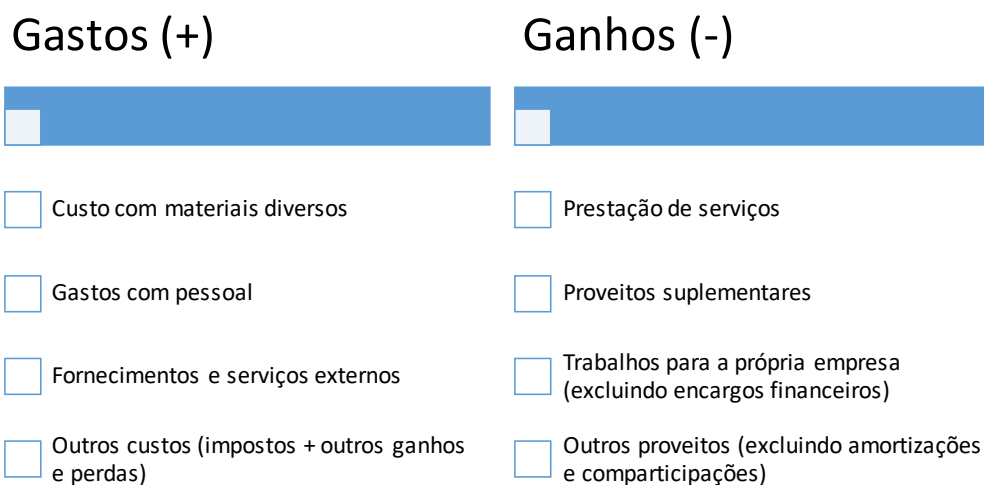 Gastos (+)
Custo com materiais diversos
Gastos com pessoal
Fornecimentos e serviços externos
Outros custos (impostos + outros ganhos
e perdas)
Ganhos (-)
Prestação de serviços
Proveitos suplementares
Trabalhos para a própria empresa
(excluindo encargos financeiros)
Outros proveitos (excluindo amortizações
e comparticipações)